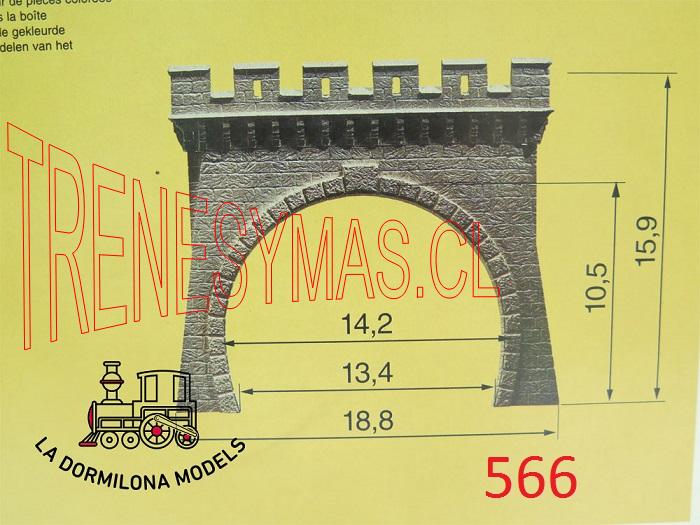 ur de pièces colorées
s la boîte
de gekleurde
delen van het
TRENESYMAS.CL
15,9
10,5
14,2
13,4
18,8
LA DORMILONA MODELS
566